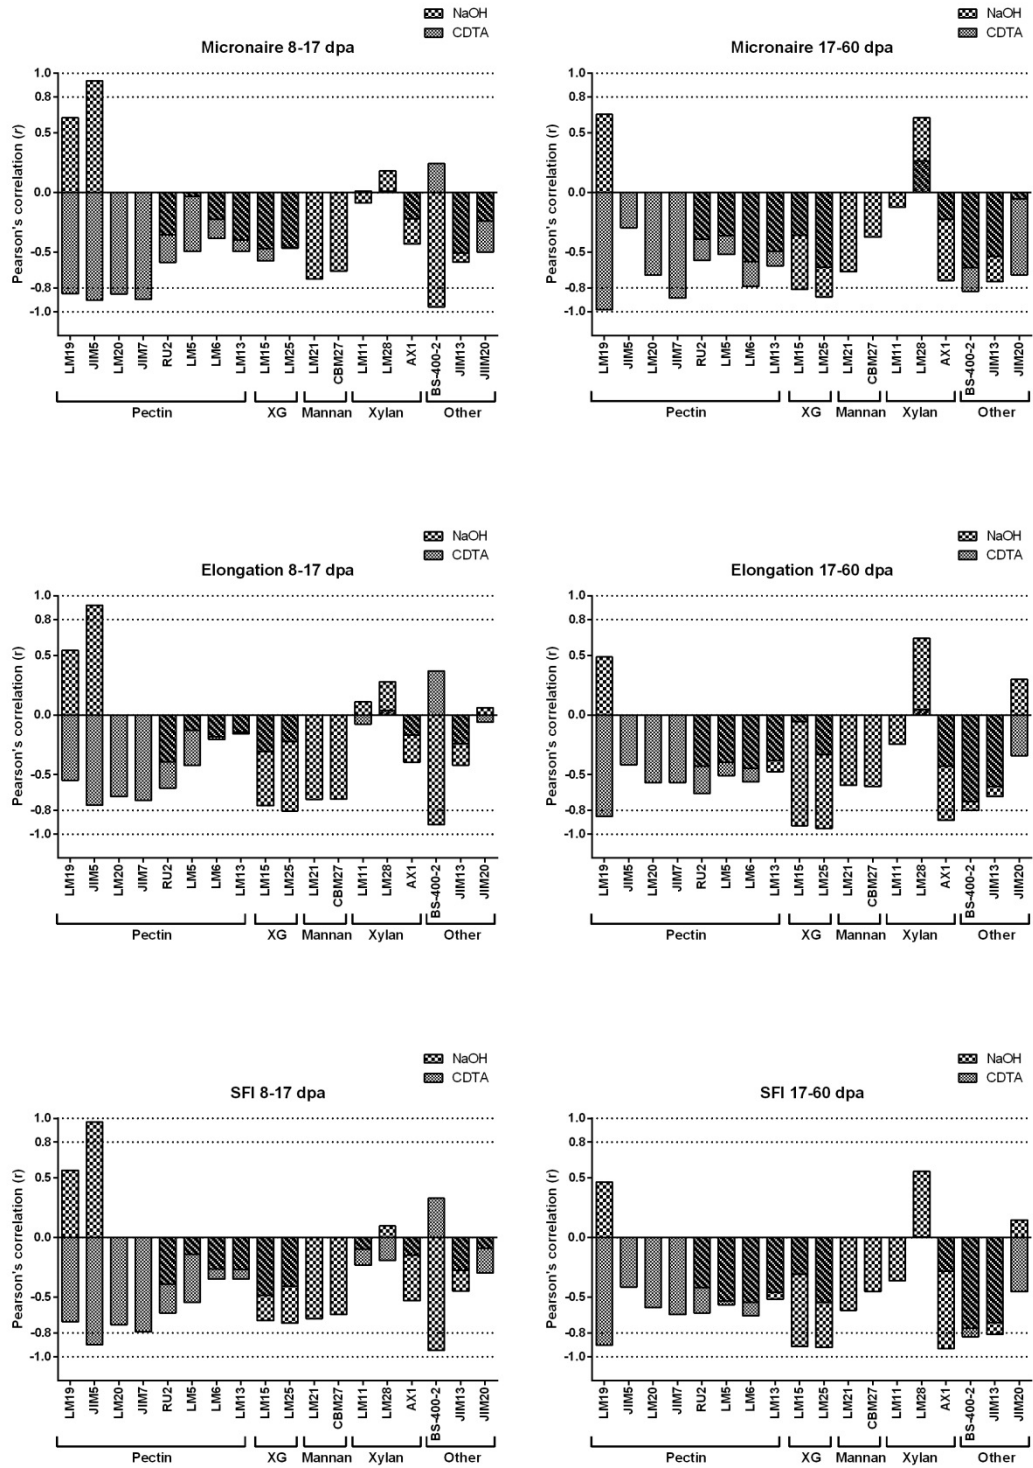 NaOH
CDTA
Micronaire 8-17 dpa
Pearson's correlation (r)
1.0
0.8
0.5
0.0
-0.5
-0.8
-1.0
LM19 JIM5 LM20 JIM7 RU2 LM5 LM6 LM13 LM15 LM25 LM21 CBM27 LM11 LM28 AX1 BS-400-2 JIM13 JIIM20
Pectin XG Mannan Xylan Other
NaOH
CDTA
Micronaire 17-60 dpa
Pearson's correlation (r)
1.0
0.8
0.5
0.0
-0.5
-0.8
-1.0
LM19 JIM5 LM20 JIM7 RU2 LM5 LM6 LM13 LM15 LM25 LM21 CBM27 LM11 LM28 AX1 BS-400-2 JIM13 JIM20
Pectin XG Mannan Xylan Other
NaOH
CDTA
Elongation 8-17 dpa
Pearson's correlation (r)
1.0
0.8
0.5
0.0
-0.5
-0.8
-1.0
LM19 JIM5 LM20 JIM7 RU2 LM5 LM6 LM13 LM15 LM25 LM21 CBM27 LM11 LM28 AX1 BS-400-2 JIM13 JIM20
Pectin XG Mannan Xylan Other
NaOH
CDTA
Elongation 17-60 dpa
Pearson's correlation (r)
1.0
0.8
0.5
0.0
-0.5
-0.8
-1.0
LM19 JIM5 LM20 JIM7 RU2 LM5 LM6 LM13 LM15 LM25 LM21 CBM27 LM11 LM28 AX1 BS-400-2 JIM13 JIM20
Pectin XG Mannan Xylan Other
NaOH
CDTA
SFI 8-17 dpa
Pearson's correlation (r)
1.0
0.8
0.5
0.0
-0.5
-0.8
-1.0
LM19 JIM5 LM20 JIM7 RU2 LM5 LM6 LM13 LM15 LM25 LM21 CBM27 LM11 LM28 AX1 BS-400-2 JIM13 JIM20
Pectin XG Mannan Xylan Other
NaOH
CDTA
SFI 17-60 dpa
Pearson's correlation (r)
1.0
0.8
0.5
0.0
-0.5
-0.8
-1.0
LM19 JIM5 LM20 JIM7 RU2 LM5 LM6 LM13 LM15 LM25 LM21 CBM27 LM11 LM28 AX1 BS-400-2 JIM13 JIM20
Pectin XG Mannan Xylan Other